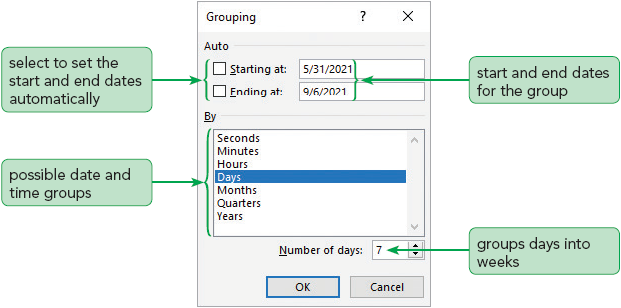 Grouping
?
Auto
select to set the
start and end dates
automatically
Starting at: 5/31/2021
Ending at: 9/6/2021
start and end dates
for the group
By
Seconds
Minutes
Hours
Days
Months
Quarters
Years
possible date and
time groups
Number of days: 7
groups days into
weeks
OK
Cancel